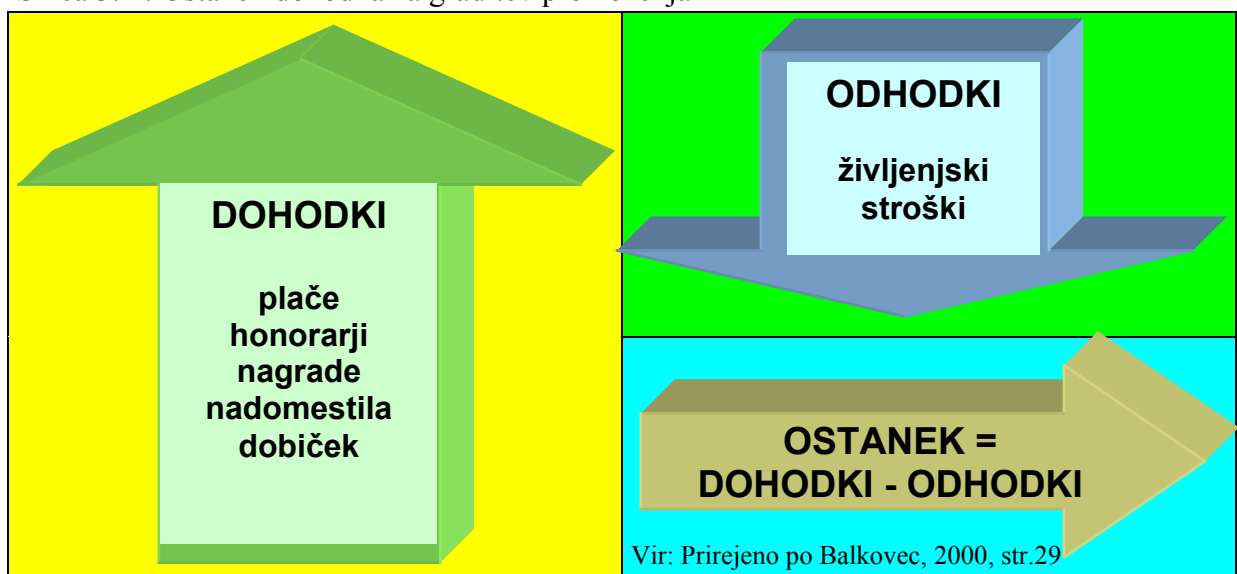 DOHODKI
plače
honorarji
nagrade
nadomestila
dobiček
ODHODKI
življenjski
stroški
OSTANEK =
DOHODKI - ODHODKI
Vir: Prirejeno po Balkovec, 2000, str.29